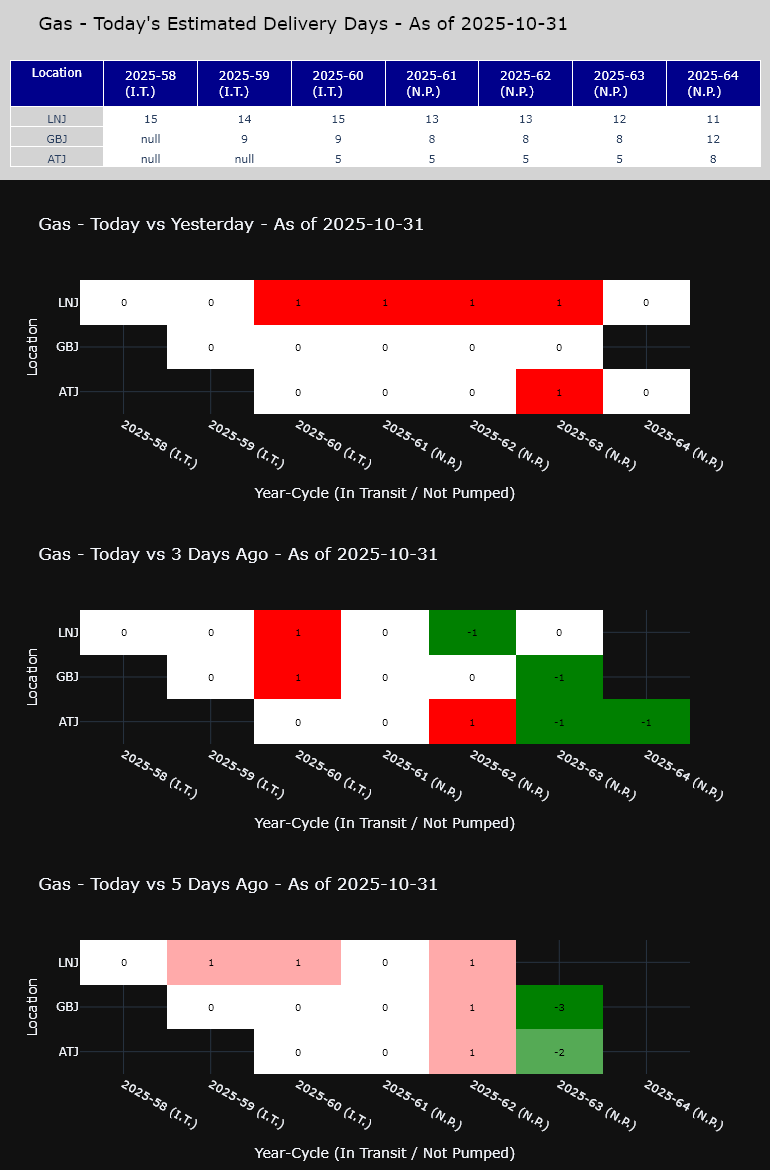 Gas - Today's Estimated Delivery Days - As of 2025-10-31
Location 2025-58 (I.T.) 2025-59 (I.T.) 2025-60 (I.T.) 2025-61 (N.P.) 2025-62 (N.P.) 2025-63 (N.P.) 2025-64 (N.P.)
LNJ 15 14 15 13 13 12 11
GBJ null 9 9 8 8 8 12
ATJ null null 5 5 5 5 8
Gas - Today vs Yesterday - As of 2025-10-31
Location
LNJ 0 0 1 1 1 1 0
GBJ 0 0 0 0 0
ATJ 0 0 0 1 0
2025-58 (I.T.) 2025-59 (I.T.) 2025-60 (I.T.) 2025-61 (N.P.) 2025-62 (N.P.) 2025-63 (N.P.) 2025-64 (N.P.)
Year-Cycle (In Transit / Not Pumped)
Gas - Today vs 3 Days Ago - As of 2025-10-31
Location
LNJ 0 0 1 0 -1 0
GBJ 0 1 0 0 -1
ATJ 0 0 1 -1 -1
2025-58 (I.T.) 2025-59 (I.T.) 2025-60 (I.T.) 2025-61 (N.P.) 2025-62 (N.P.) 2025-63 (N.P.) 2025-64 (N.P.)
Year-Cycle (In Transit / Not Pumped)
Gas - Today vs 5 Days Ago - As of 2025-10-31
Location
LNJ 0 1 1 0 1
GBJ 0 0 0 1 -3
ATJ 0 0 1 -2
2025-58 (I.T.) 2025-59 (I.T.) 2025-60 (I.T.) 2025-61 (N.P.) 2025-62 (N.P.) 2025-63 (N.P.) 2025-64 (N.P.)
Year-Cycle (In Transit / Not Pumped)